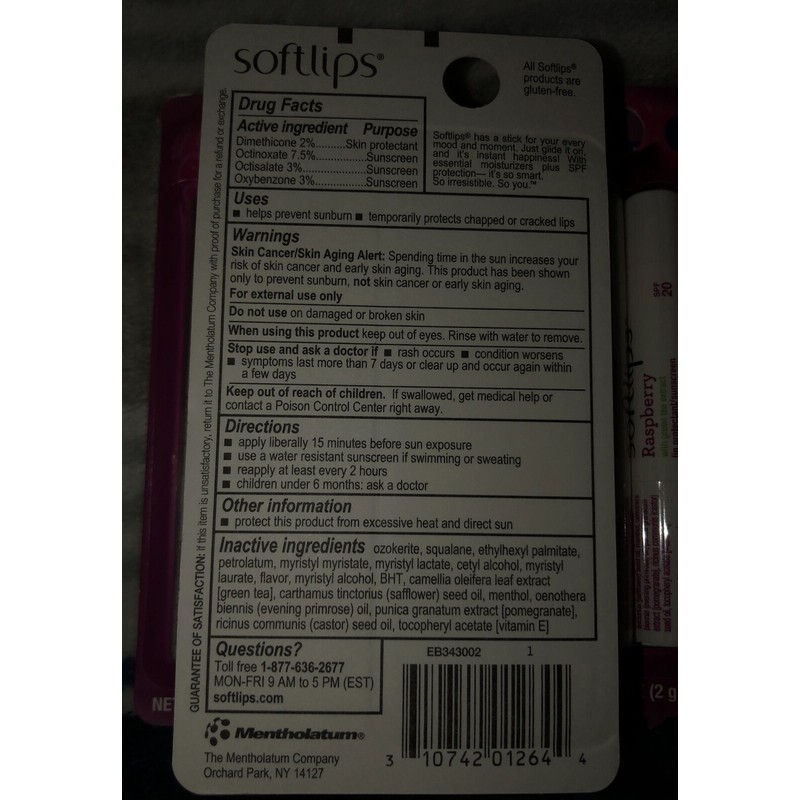 softlips®
All Softlips®
products are
gluten-free.
Drug Facts
Active ingredient Purpose
Dimethicone 2%..........Skin protectant
Octinoxate 7.5%...............Sunscreen
Octisalate 3%...................Sunscreen
Oxybenzone 3%...............Sunscreen
Softlips® has a stick for your every
mood and moment. Just glide it on,
and it's instant happiness! With
essential moisturizers plus SPF
protection— it's so smart.
So irresistible. So you.™
Uses
■ helps prevent sunburn ■ temporarily protects chapped or cracked lips
Warnings
Skin Cancer/Skin Aging Alert: Spending time in the sun increases your
risk of skin cancer and early skin aging. This product has been shown
only to prevent sunburn, not skin cancer or early skin aging.
For external use only
Do not use on damaged or broken skin
When using this product keep out of eyes. Rinse with water to remove.
Stop use and ask a doctor if ■ rash occurs ■ condition worsens
■ symptoms last more than 7 days or clear up and occur again within
a few days
Keep out of reach of children. If swallowed, get medical help or
contact a Poison Control Center right away.
Directions
■ apply liberally 15 minutes before sun exposure
■ use a water resistant sunscreen if swimming or sweating
■ reapply at least every 2 hours
■ children under 6 months: ask a doctor
Other information
■ protect this product from excessive heat and direct sun
Inactive ingredients ozokerite, squalane, ethylhexyl palmitate,
petrolatum, myristyl myristate, myristyl lactate, cetyl alcohol, myristyl
laurate, flavor, myristyl alcohol, BHT, camellia oleifera leaf extract
[green tea], carthamus tinctorius (safflower) seed oil, menthol, oenothera
biennis (evening primrose) oil, punica granatum extract [pomegranate],
ricinus communis (castor) seed oil, tocopheryl acetate [vitamin E]
Questions?
Toll free 1-877-636-2677
MON-FRI 9 AM to 5 PM (EST)
softlips.com
EB343002 1
3 10742 01264 4
Mentholatum®
The Mentholatum Company
Orchard Park, NY 14127
GUARANTEE OF SATISFACTION: If this item is unsatisfactory, return it to The Mentholatum Company with proof of purchase for a refund or exchange.
NE
softlips
Raspberry
with green tea extract
SPF
20
(2 g